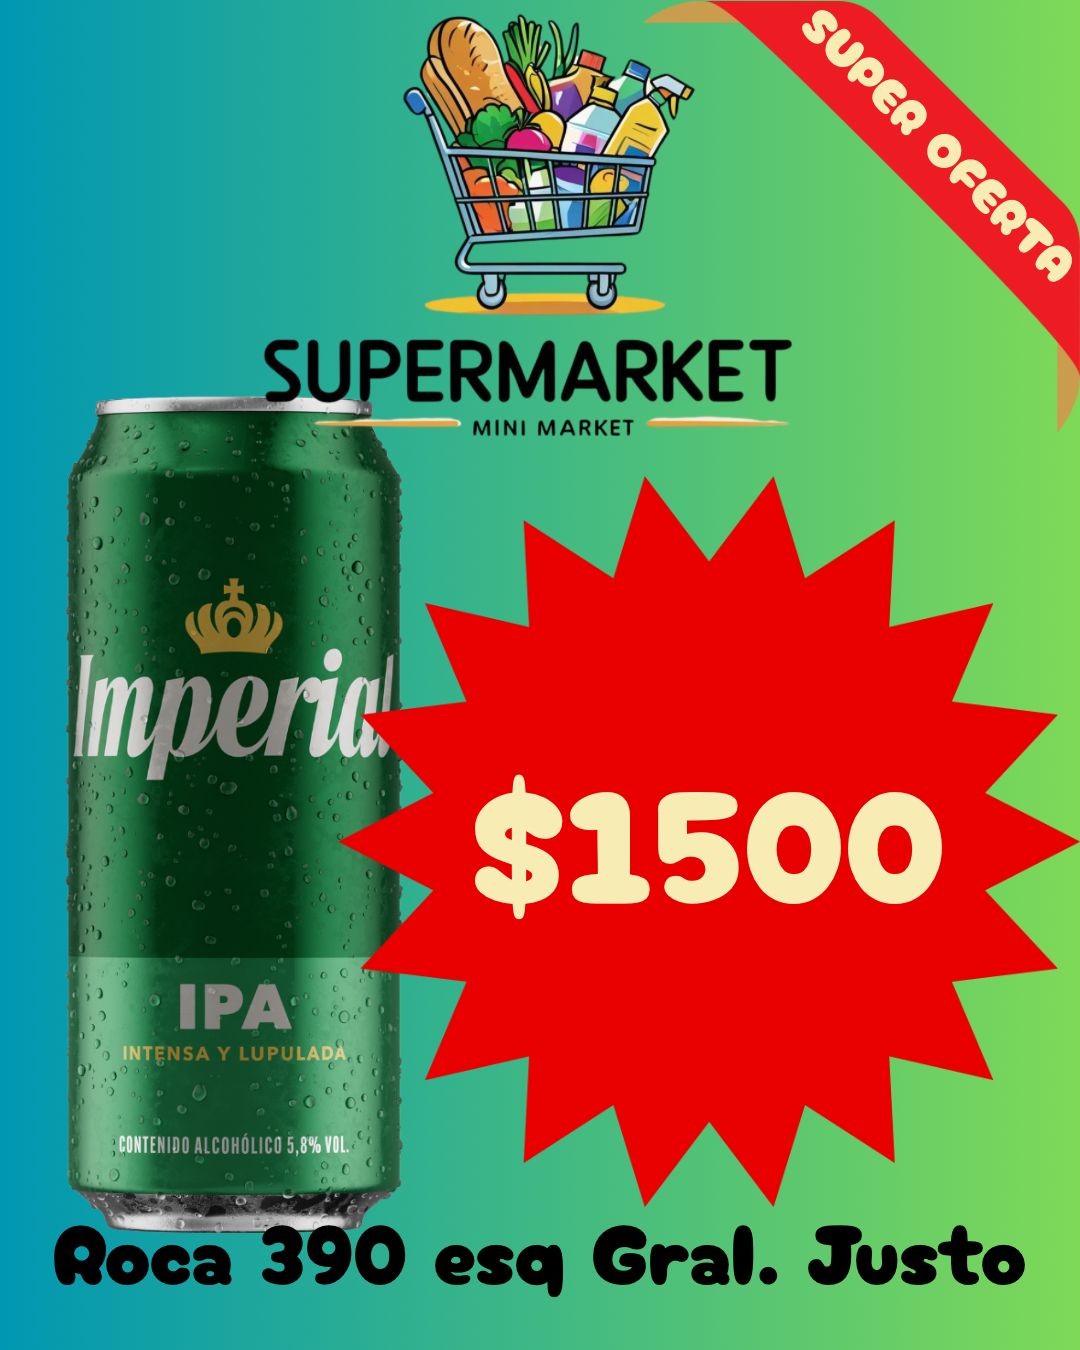 SUPER OFERTA
SUPERMARKET
MINI MARKET
Imperial
$1500
IPA
INTENSA Y LUPULADA
CONTENIDO ALCOHÓLICO 5,8% VOL.
Roca 390 esq Gral. Justo